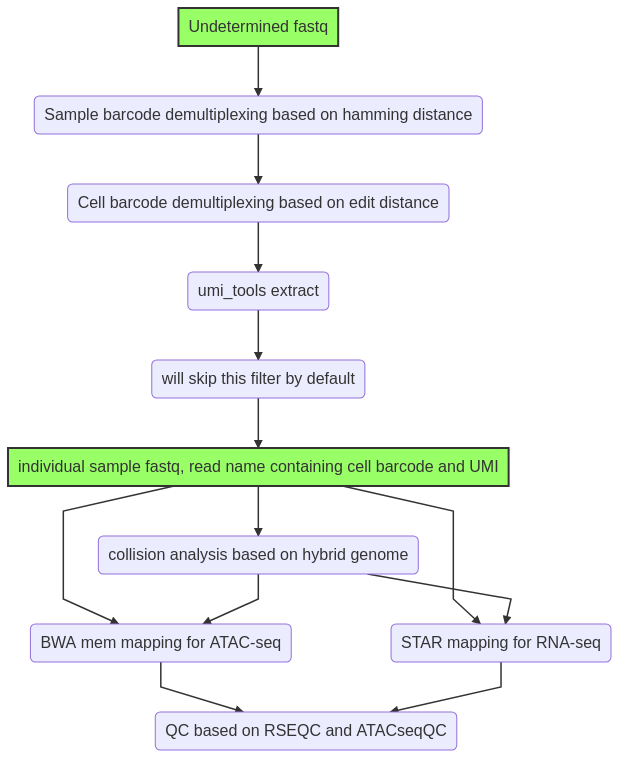 Undetermined fastq
Sample barcode demultiplexing based on hamming distance
Cell barcode demultiplexing based on edit distance
umi_tools extract
will skip this filter by default
individual sample fastq, read name containing cell barcode and UMI
collision analysis based on hybrid genome
BWA mem mapping for ATAC-seq
STAR mapping for RNA-seq
QC based on RSEQC and ATACseqQC